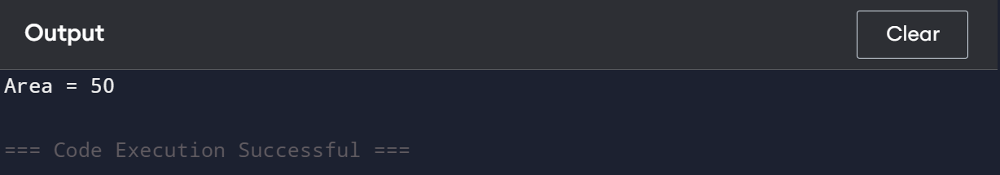 Output
Clear
Area = 50
=== Code Execution Successful ===